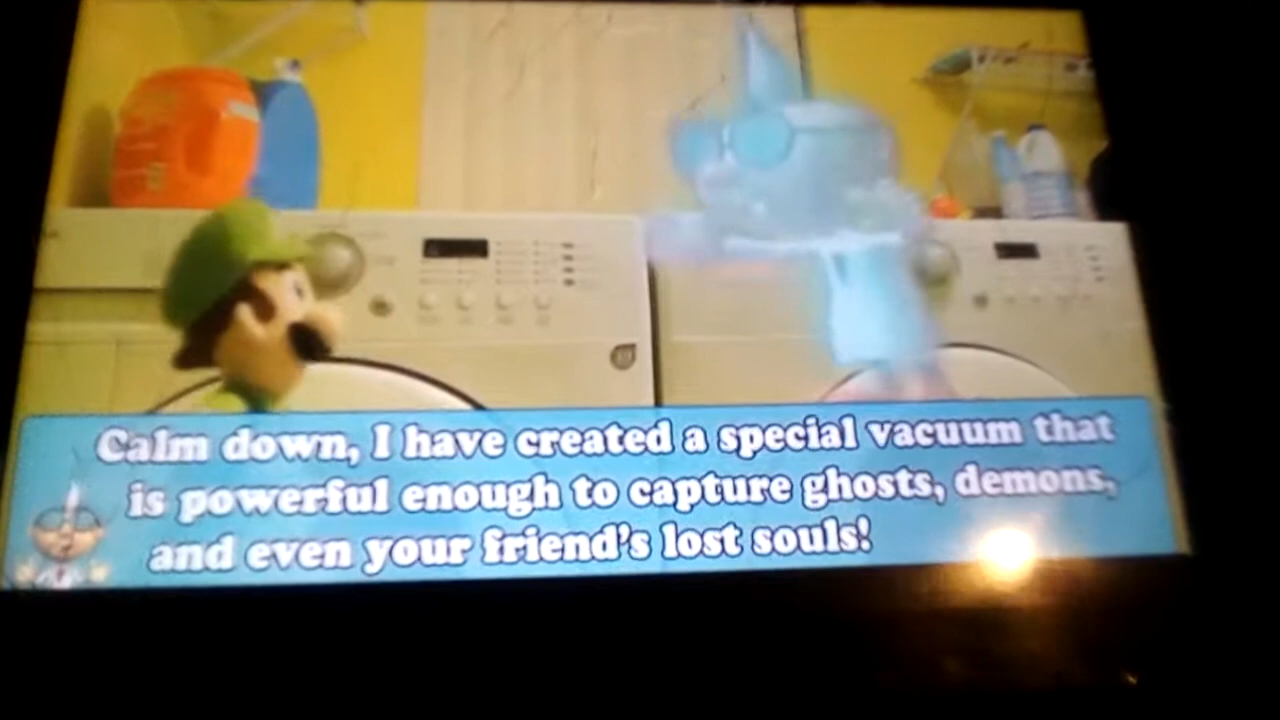 Calm down, I have created a special vacuum that
is powerful enough to capture ghosts, demons,
and even your friend's lost souls!